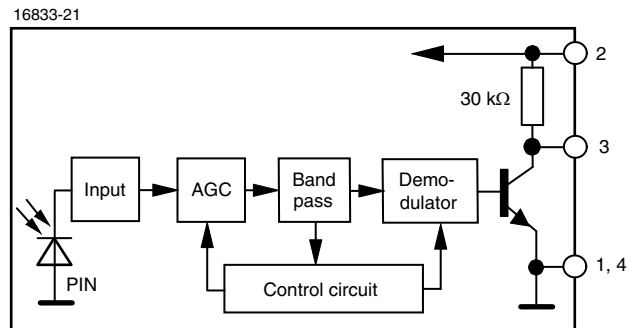 16833-21
2
30 kΩ
3
Input
AGC
Band
pass
Demo-
dulator
PIN
Control circuit
1, 4